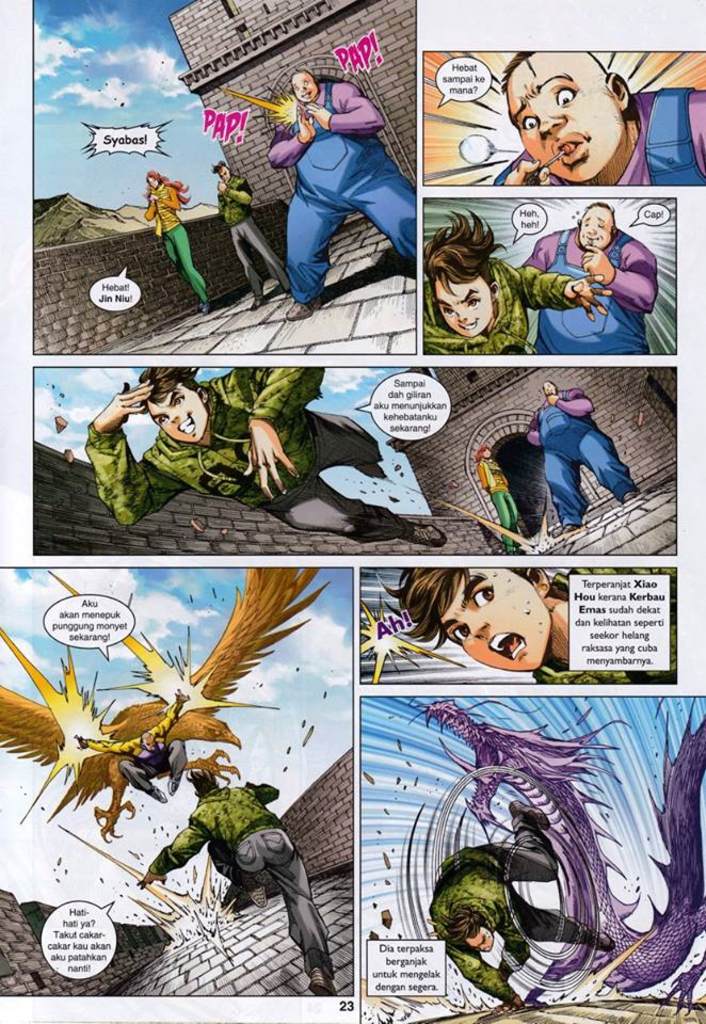 PAP!
PAP!
Syabas!
Hebat!
Jin Niu!
Hebat
sampai ke
mana?
Heh,
heh!
Cap!
Sampai
dah giliran
aku menunjukkan
kehebatanku
sekarang!
Aku
akan menepuk
punggung monyet
sekarang!
Hati-
hati ya?
Takut cakar-
cakar kau akan
aku patahkan
nanti!
Ah!
Terperanjat Xiao
Hou kerana Kerbau
Emas sudah dekat
dan kelihatan seperti
seekor helang
raksasa yang cuba
menyambarnya.
Dia terpaksa
berganjak
untuk mengelak
dengan segera.
23